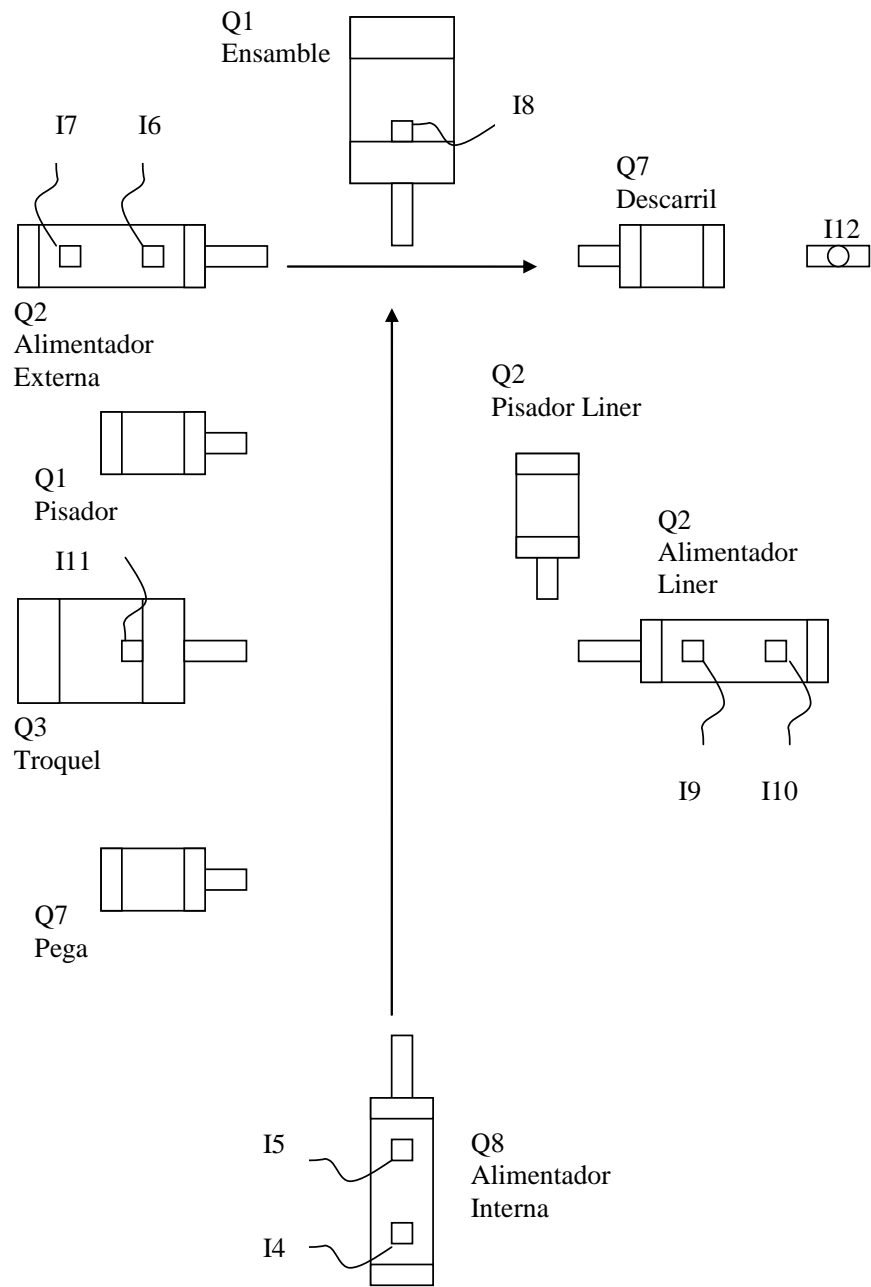 Q1
Ensamble
I8
I7
I6
Q7
Descarril
I12
Q2
Alimentador
Externa
Q2
Pisador Liner
Q1
Pisador
Q2
Alimentador
Liner
I11
Q3
Troquel
I9
I10
Q7
Pega
I5
Q8
Alimentador
Interna
I4